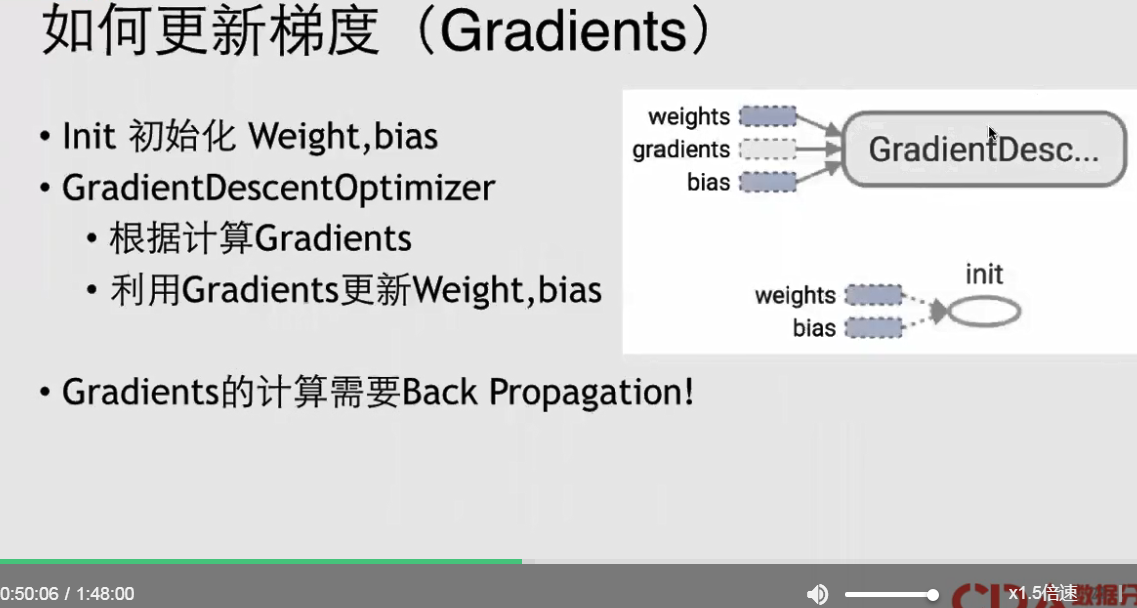 如何更新梯度（Gradients）
• Init 初始化 Weight,bias
• GradientDescentOptimizer
• 根据计算Gradients
• 利用Gradients更新Weight,bias
• Gradients的计算需要Back Propagation!
weights
gradients
bias
GradientDesc...
init
weights
bias
0:50:06 / 1:48:00
x1.5倍速
数据